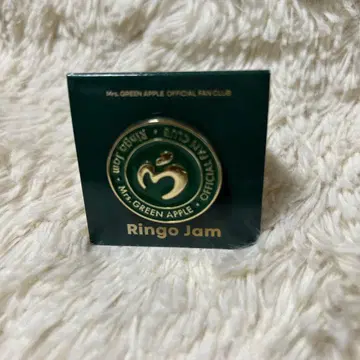 Mrs. GREEN APPLE OFFICIAL FAN CLUB
Ringo Jam • OFFICIAL FAN CLUB • Mrs. GREEN APPLE •
Ringo Jam